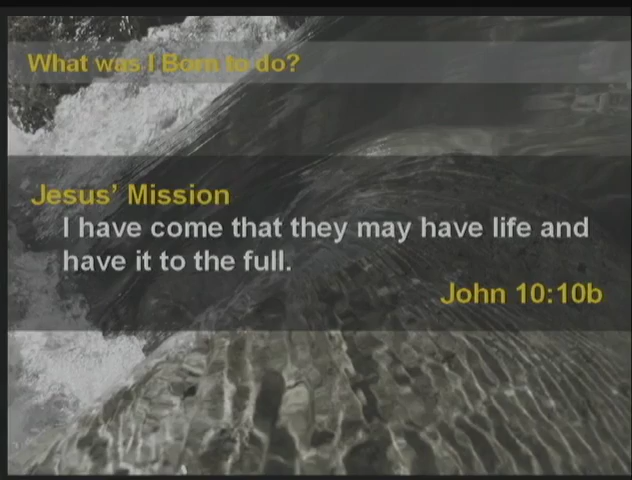 What was I Born to do?
Jesus' Mission
I have come that they may have life and
have it to the full.
John 10:10b